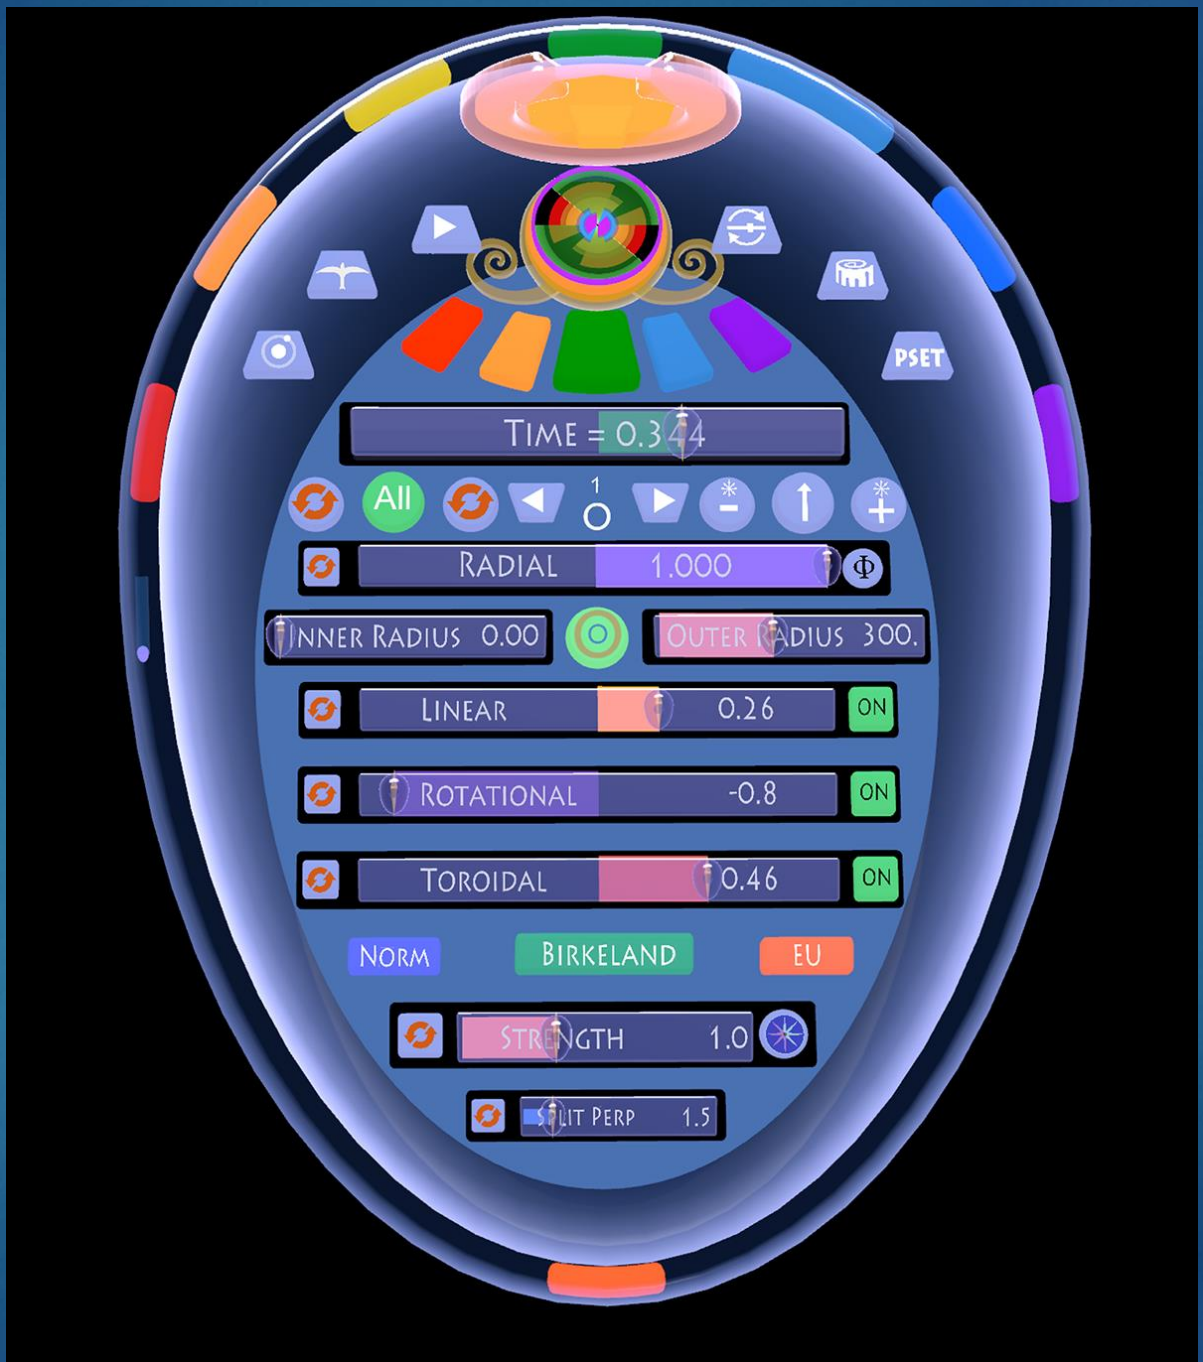 PSET
TIME = 0.344
All
1
O
RADIAL 1.000 Φ
INNER RADIUS 0.00
OUTER RADIUS 300.
LINEAR 0.26 ON
ROTATIONAL -0.8 ON
TOROIDAL 0.46 ON
NORM
BIRKELAND
EU
STRENGTH 1.0
SPLIT PERP 1.5